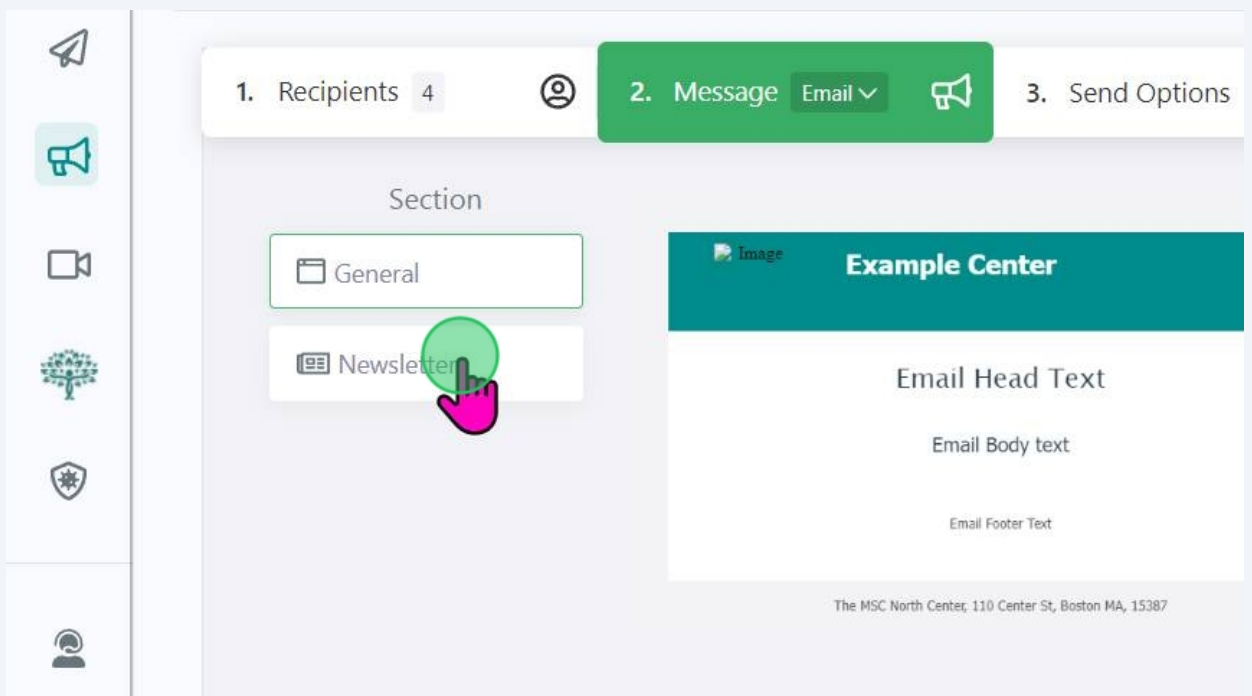 1. Recipients 4
2. Message Email
3. Send Options
Section
General
Newsletter
Image
Example Center
Email Head Text
Email Body text
Email Footer Text
The MSC North Center, 110 Center St, Boston MA, 15387